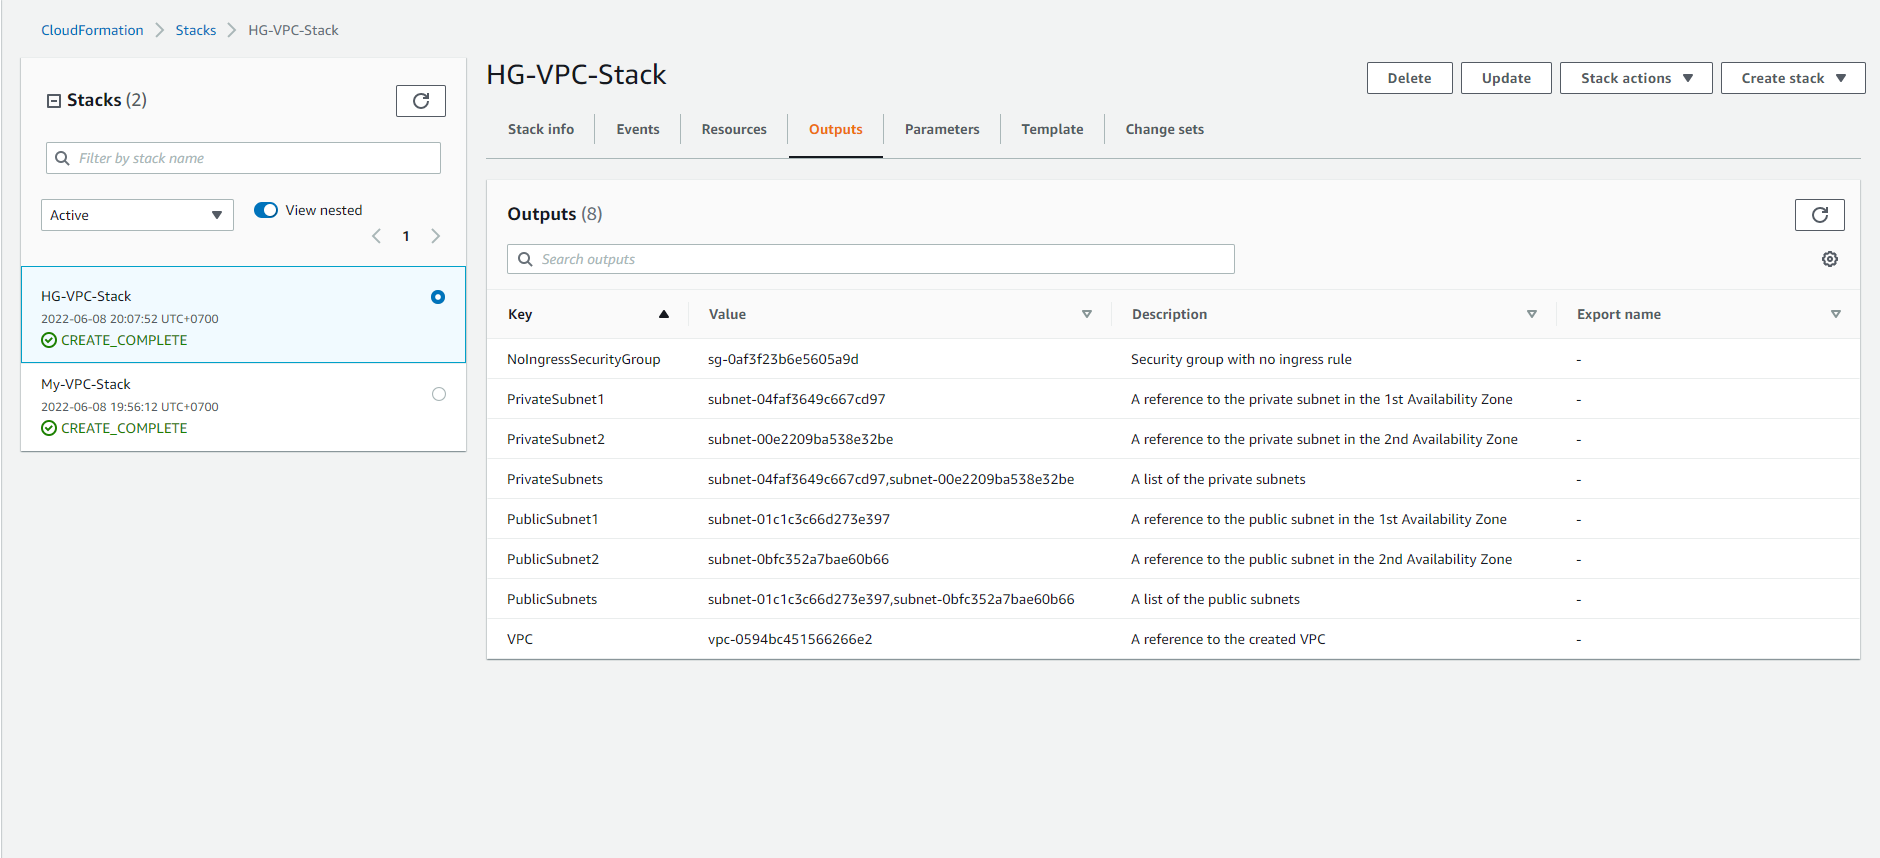 CloudFormation > Stacks > HG-VPC-Stack
Stacks (2)
Filter by stack name
Active
View nested
1
HG-VPC-Stack
2022-06-08 20:07:52 UTC+0700
CREATE_COMPLETE
My-VPC-Stack
2022-06-08 19:56:12 UTC+0700
CREATE_COMPLETE
HG-VPC-Stack
Delete Update Stack actions Create stack
Stack info Events Resources Outputs Parameters Template Change sets
Outputs (8)
Search outputs
Key Value Description Export name
NoIngressSecurityGroup sg-0af3f23b6e5605a9d Security group with no ingress rule -
PrivateSubnet1 subnet-04faf3649c667cd97 A reference to the private subnet in the 1st Availability Zone -
PrivateSubnet2 subnet-00e2209ba538e32be A reference to the private subnet in the 2nd Availability Zone -
PrivateSubnets subnet-04faf3649c667cd97,subnet-00e2209ba538e32be A list of the private subnets -
PublicSubnet1 subnet-01c1c3c66d273e397 A reference to the public subnet in the 1st Availability Zone -
PublicSubnet2 subnet-0bfc352a7bae60b66 A reference to the public subnet in the 2nd Availability Zone -
PublicSubnets subnet-01c1c3c66d273e397,subnet-0bfc352a7bae60b66 A list of the public subnets -
VPC vpc-0594bc451566266e2 A reference to the created VPC -